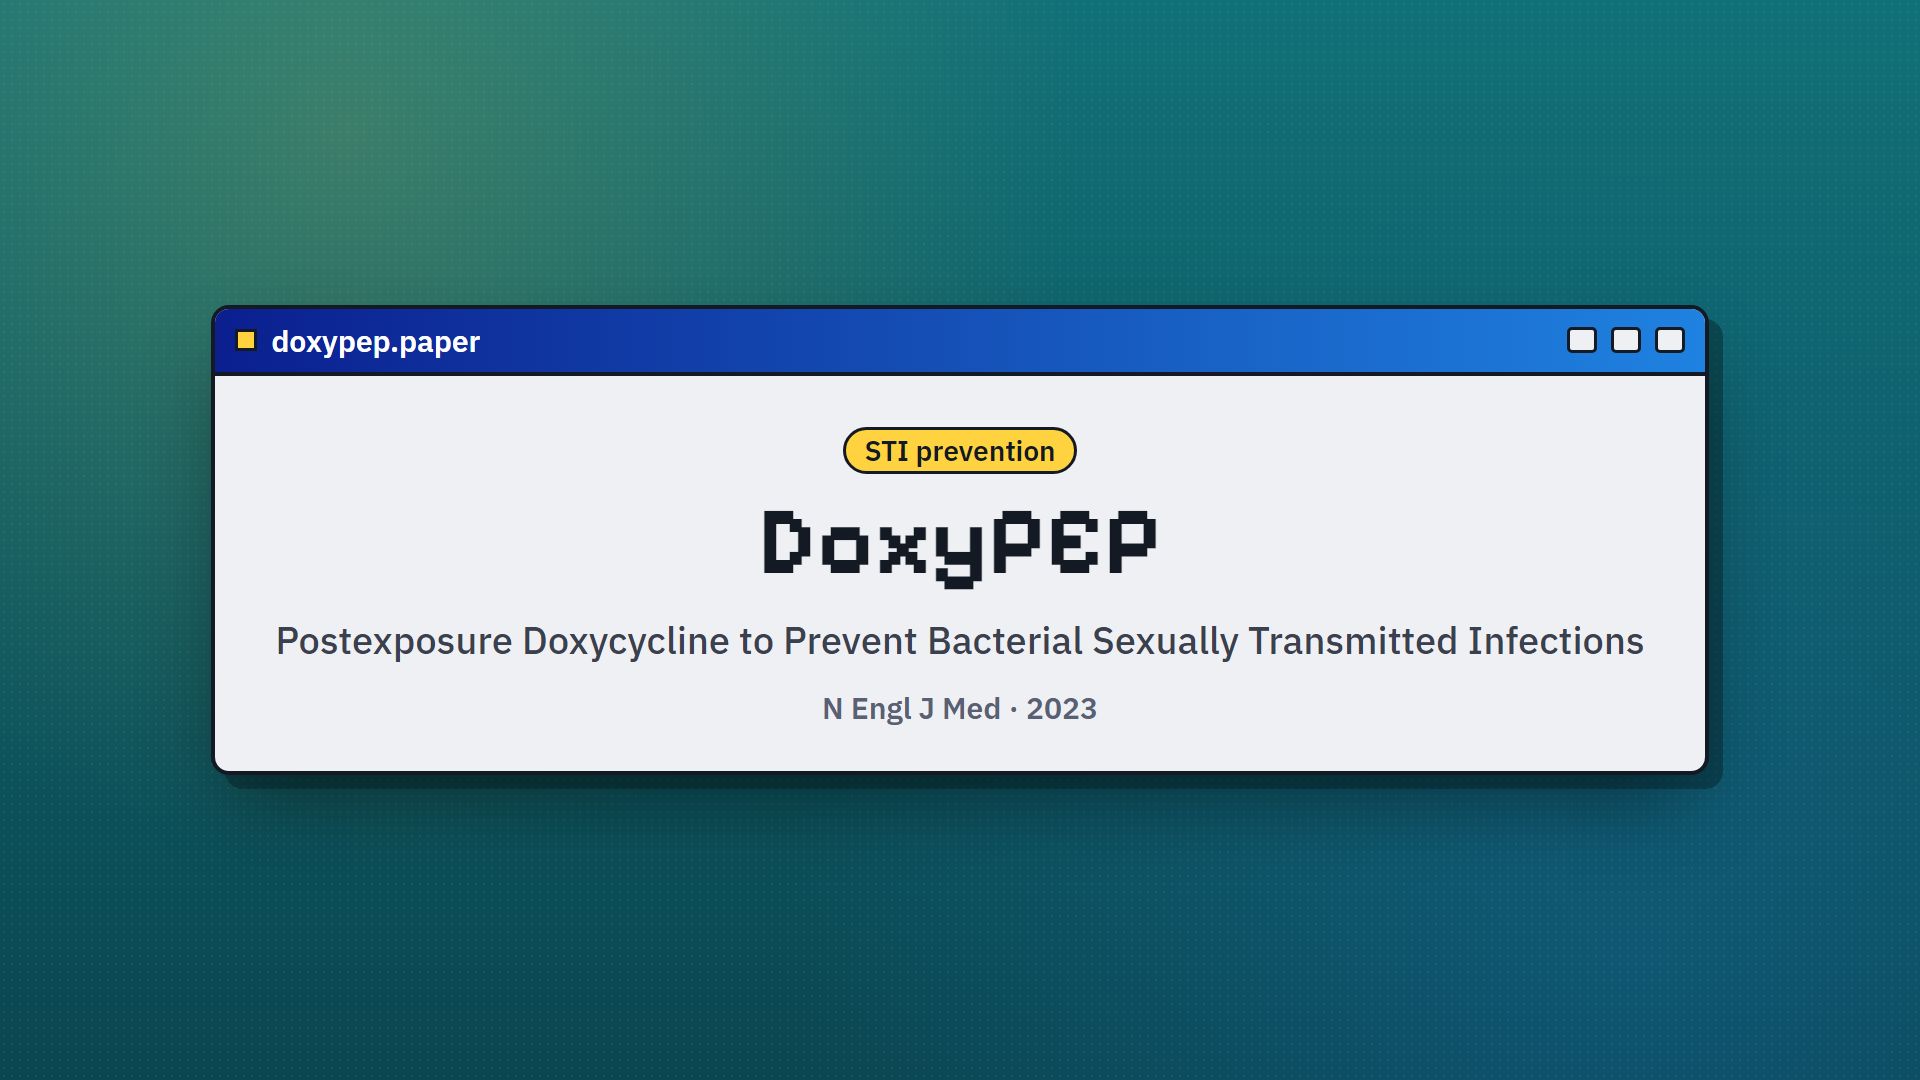 doxypep.paper
STI prevention
DoxyPEP
Postexposure Doxycycline to Prevent Bacterial Sexually Transmitted Infections
N Engl J Med · 2023